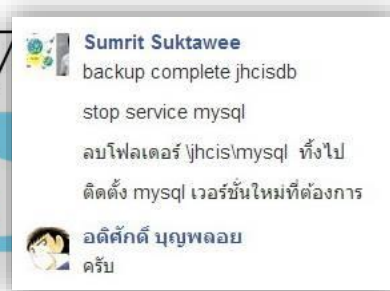 Sumrit Suktawee
backup complete jhcisdb
stop service mysql
ลบโฟลเดอร์ \jhcis\mysql ทิ้งไป
ติดตั้ง mysql เวอร์ชั่นใหม่ที่ต้องการ
อดิศักดิ์ บุญพลอย
ครับ